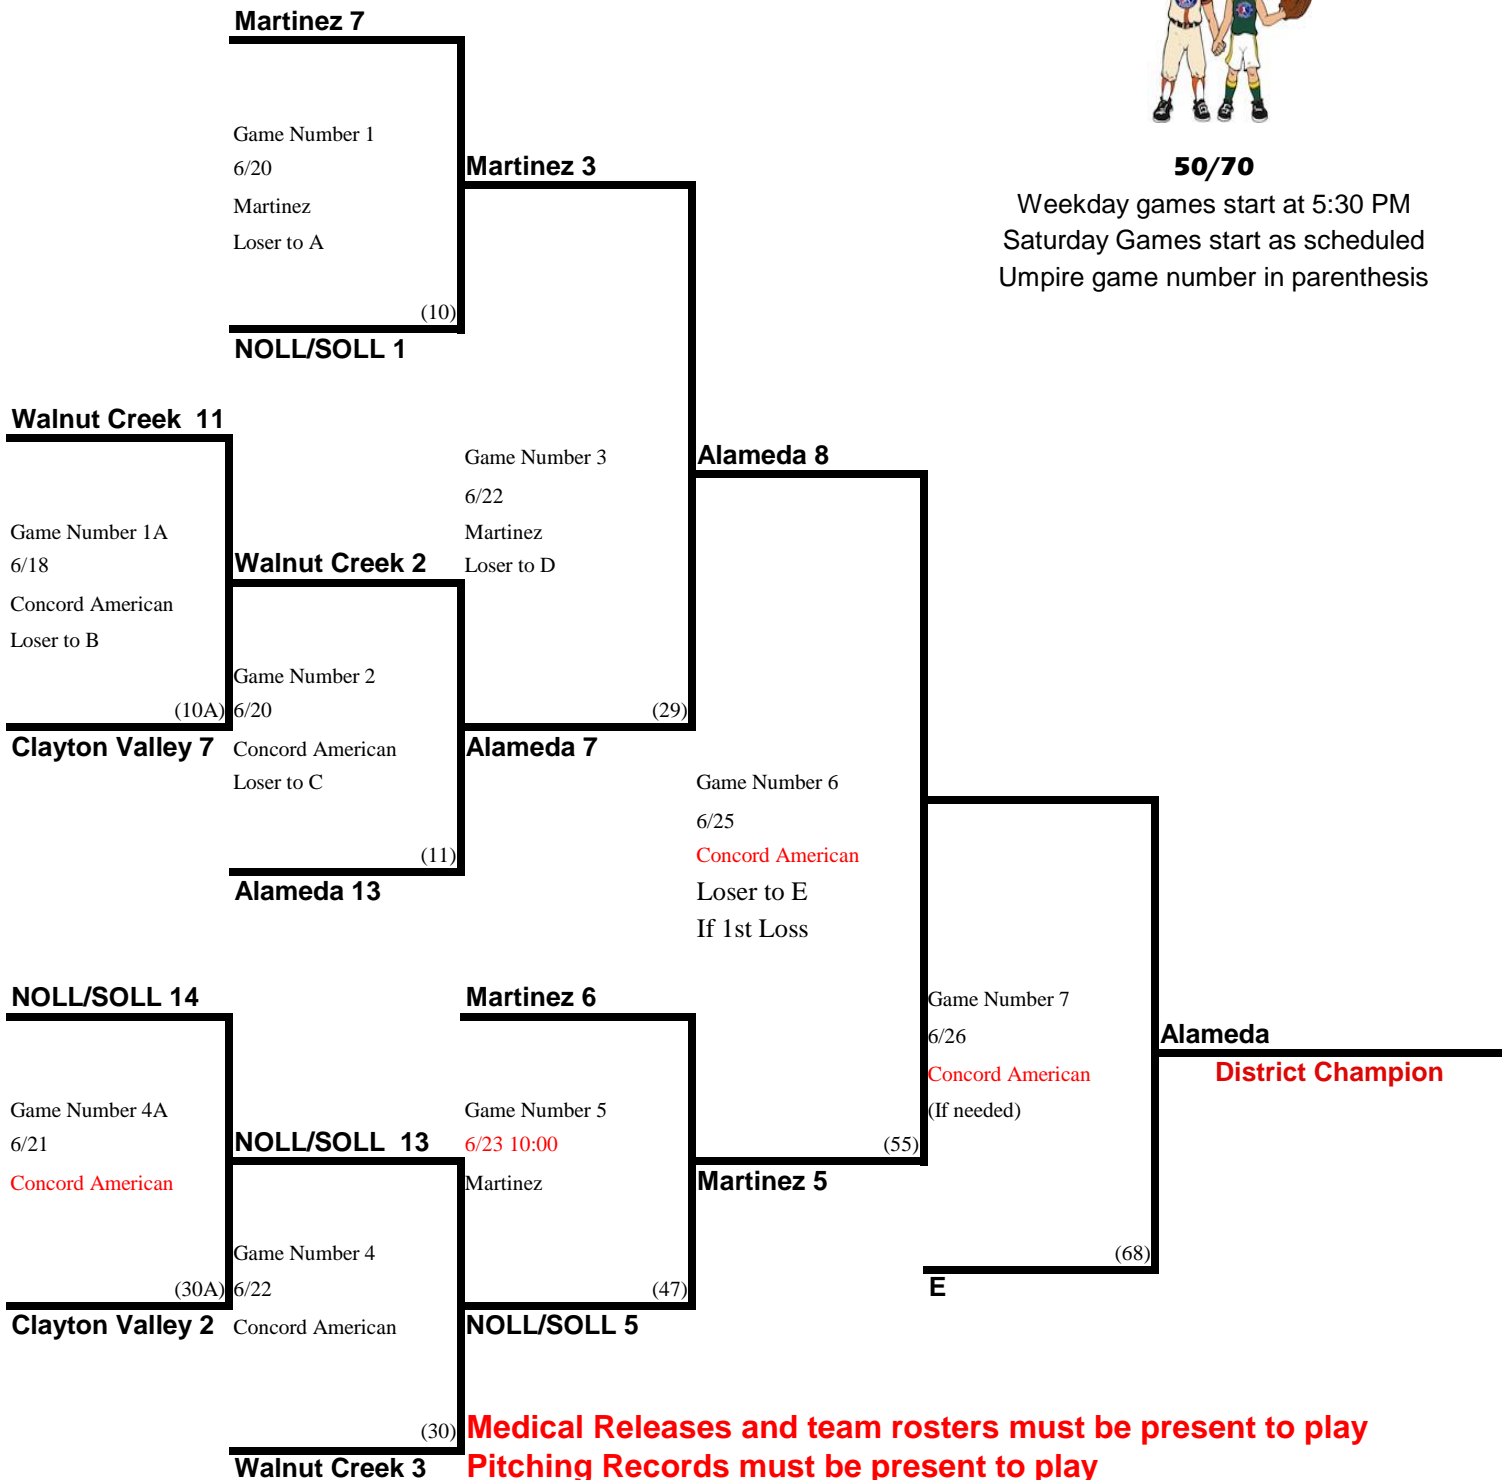 Martinez 7
Game Number 1
6/20
Martinez
Loser to A
(10)
NOLL/SOLL 1
Martinez 3
50/70
Weekday games start at 5:30 PM
Saturday Games start as scheduled
Umpire game number in parenthesis
Walnut Creek  11
Game Number 1A
6/18
Concord American
Loser to B
(10A)
Clayton Valley 7
Walnut Creek 2
Game Number 2
6/20
Concord American
Loser to C
(11)
Alameda 13
Game Number 3
6/22
Martinez
Loser to D
(29)
Alameda 7
Alameda 8
Game Number 6
6/25
Concord American
Loser to E
If 1st Loss
(55)
Martinez 5
NOLL/SOLL 14
Game Number 4A
6/21
Concord American
(30A)
Clayton Valley 2
NOLL/SOLL  13
Game Number 4
6/22
Concord American
(30)
Walnut Creek 3
Martinez 6
Game Number 5
6/23 10:00
Martinez
(47)
NOLL/SOLL 5
Game Number 7
6/26
Concord American
(If needed)
(68)
E
Alameda
District Champion
Medical Releases and team rosters must be present to play
Pitching Records must be present to play